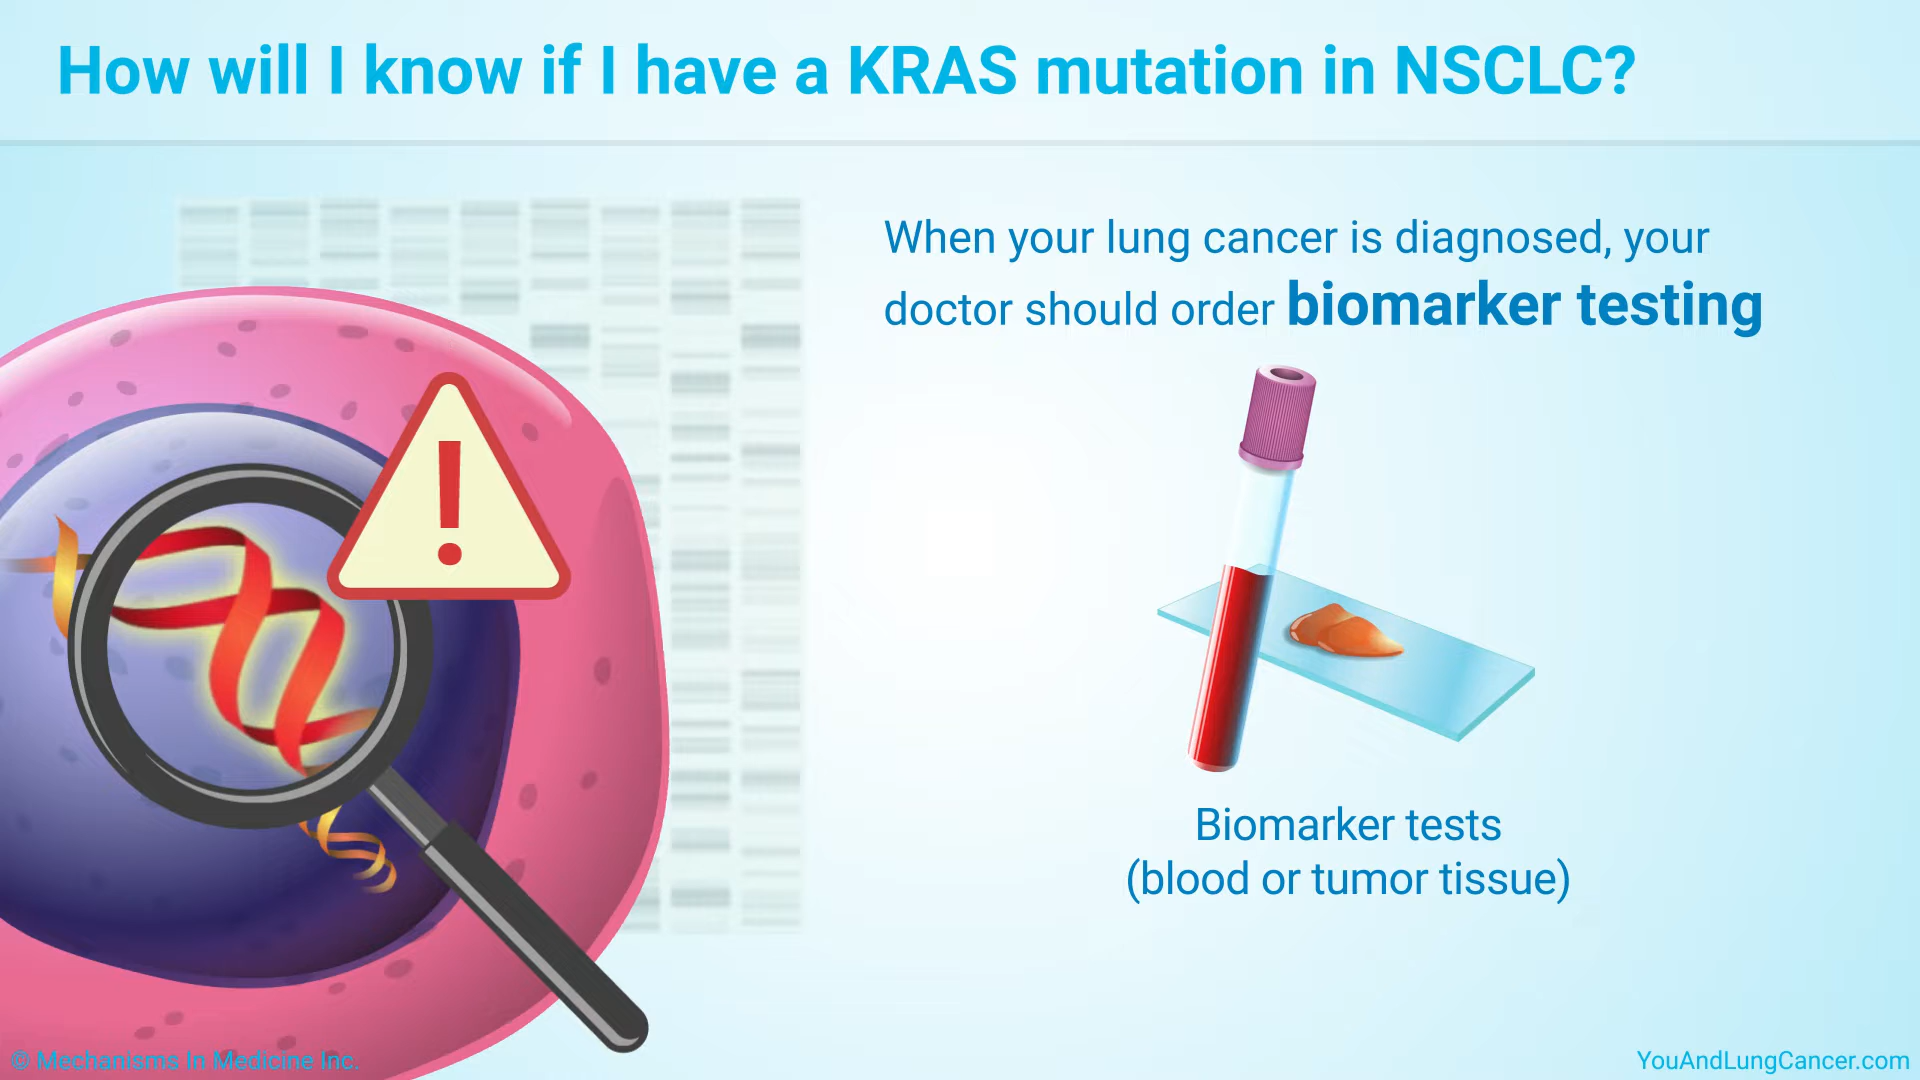 How will I know if I have a KRAS mutation in NSCLC?
When your lung cancer is diagnosed, your
doctor should order biomarker testing
!
Biomarker tests
(blood or tumor tissue)
© Mechanisms In Medicine Inc.
YouAndLungCancer.com